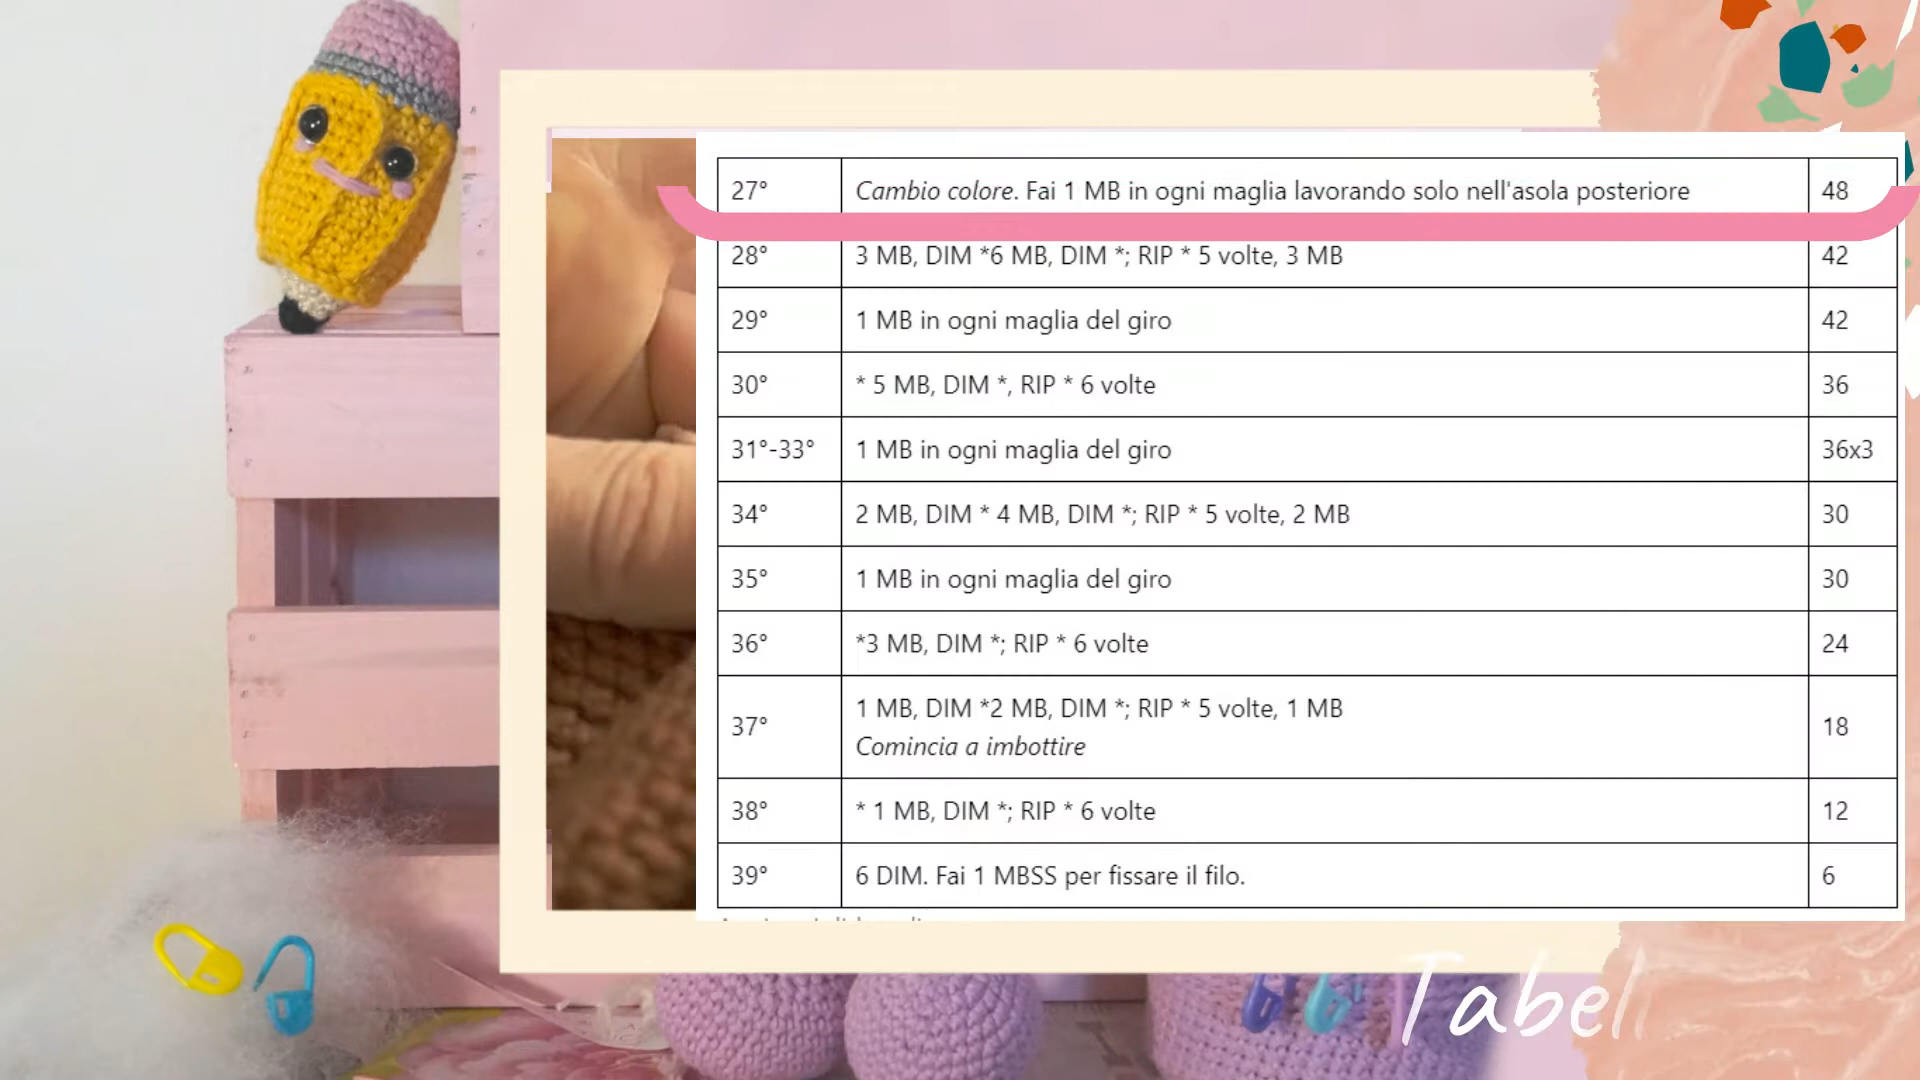 27° Cambio colore. Fai 1 MB in ogni maglia lavorando solo nell'asola posteriore 48
28° 3 MB, DIM *6 MB, DIM *; RIP * 5 volte, 3 MB 42
29° 1 MB in ogni maglia del giro 42
30° * 5 MB, DIM *, RIP * 6 volte 36
31°-33° 1 MB in ogni maglia del giro 36x3
34° 2 MB, DIM * 4 MB, DIM *; RIP * 5 volte, 2 MB 30
35° 1 MB in ogni maglia del giro 30
36° *3 MB, DIM *; RIP * 6 volte 24
37° 1 MB, DIM *2 MB, DIM *; RIP * 5 volte, 1 MB 18
Comincia a imbottire
38° * 1 MB, DIM *; RIP * 6 volte 12
39° 6 DIM. Fai 1 MBSS per fissare il filo. 6
Tabel